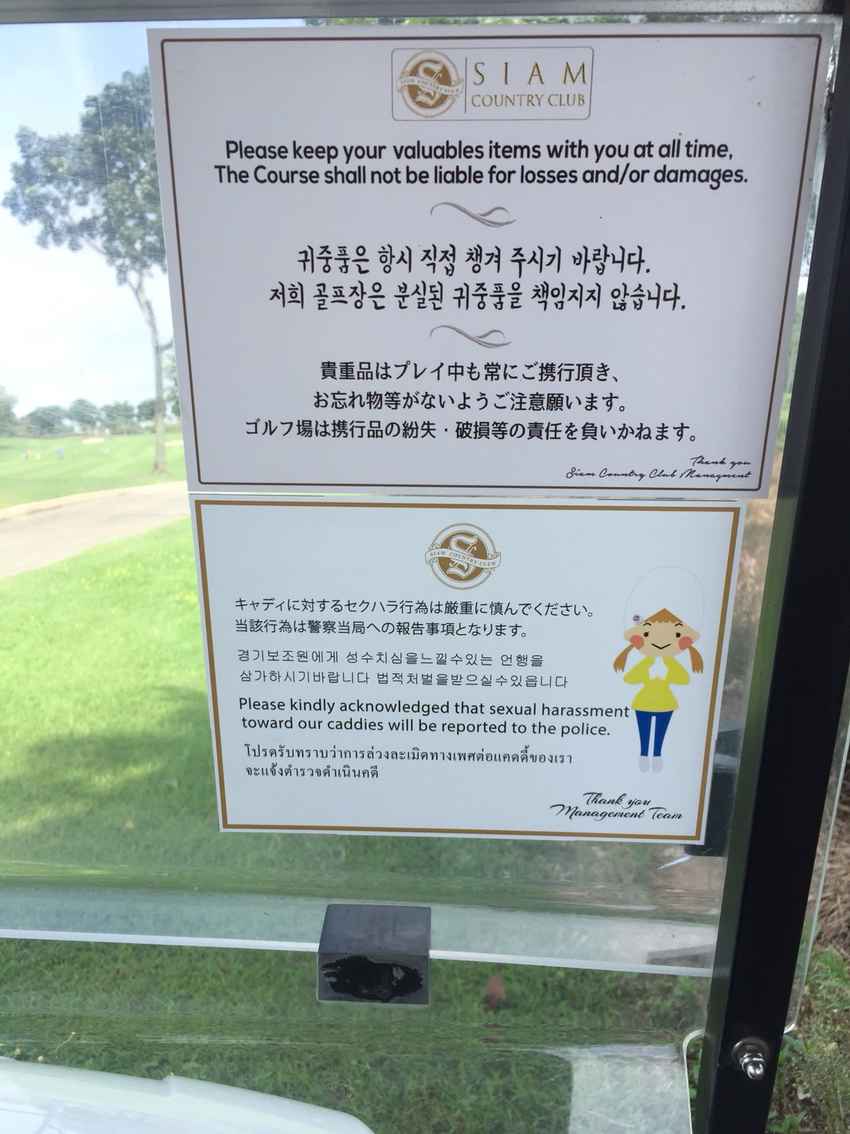 SIAM
COUNTRY CLUB
Please keep your valuables items with you at all time,
The Course shall not be liable for losses and/or damages.
귀중품은 항시 직접 챙겨 주시기 바랍니다.
저희 골프장은 분실된 귀중품을 책임지지 않습니다.
貴重品はプレイ中も常にご携行頂き、
お忘れ物等がないようご注意願います。
ゴルフ場は携行品の紛失・破損等の責任を負いかねます。
Thank you
Siam Country Club Managment
SIAM COUNTRY CLUB
キャディに対するセクハラ行為は厳重に慎んでください。
当該行為は警察当局への報告事項となります。
경기보조원에게 성수치심을느낄수있는 언행을
삼가하시기바랍니다 법적처벌을받으실수있읍니다
Please kindly acknowledged that sexual harassment
toward our caddies will be reported to the police.
โปรดรับทราบว่าการล่วงละเมิดทางเพศต่อแคดดี้ของเรา
จะแจ้งตำรวจดำเนินคดี
Thank you
Management Team